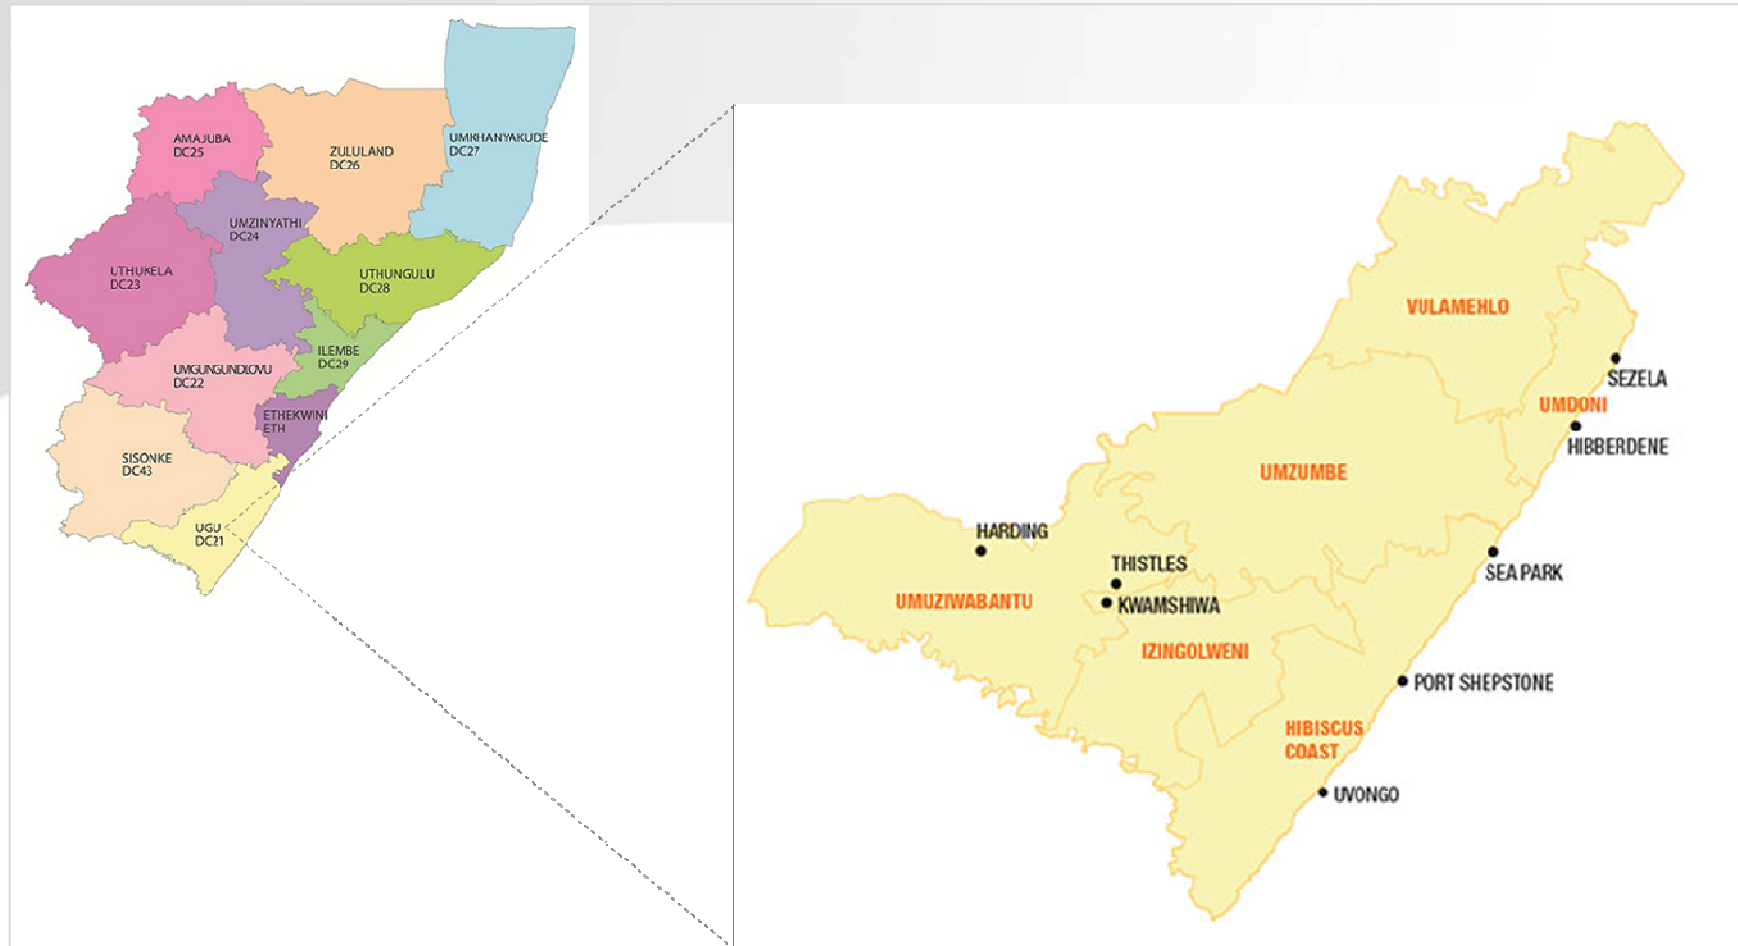 AMAJUBA
DC25
ZULULAND
DC26
UMKHANYAKUDE
DC27
UMZINYATHI
DC24
UTHUKELA
DC23
UTHUNGULU
DC28
ILEMBE
DC29
UMGUNGUNDLOVU
DC22
ETHEKWINI
ETH
SISONKE
DC43
UGU
DC21
VULAMEHLO
SEZELA
UMDONI
HIBBERDENE
UMZUMBE
HARDING
THISTLES
SEA PARK
UMUZIWABANTU
KWAMSHIWA
IZINGOLWENI
PORT SHEPSTONE
HIBISCUS
COAST
UVONGO